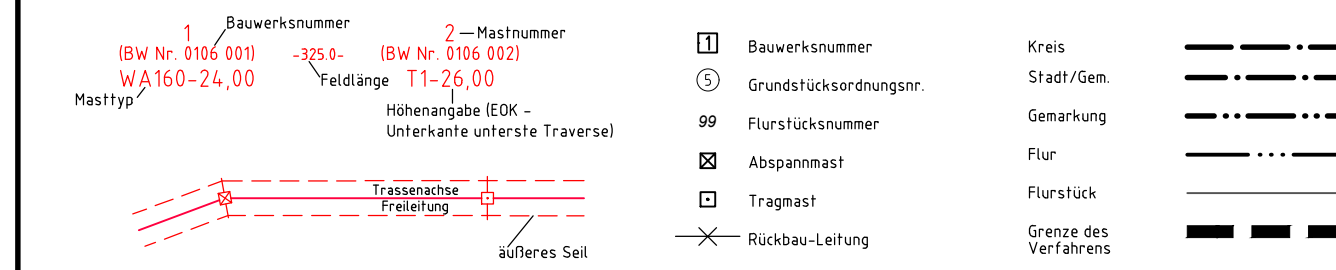 Bauwerksnummer
1
2
Mastnummer
(BW Nr. 0106 001)
-325.0-
(BW Nr. 0106 002)
WA160-24,00
Feldlänge
T1-26,00
Masttyp
Höhenangabe (EOK -
Unterkante unterste Traverse)
Trassenachse
Freileitung
äußeres Seil
1
Bauwerksnummer
5
Grundstücksordnungsnr.
99
Flurstücksnummer
Abspannmast
Tragmast
Rückbau-Leitung
Kreis
Stadt/Gem.
Gemarkung
Flur
Flurstück
Grenze des
Verfahrens